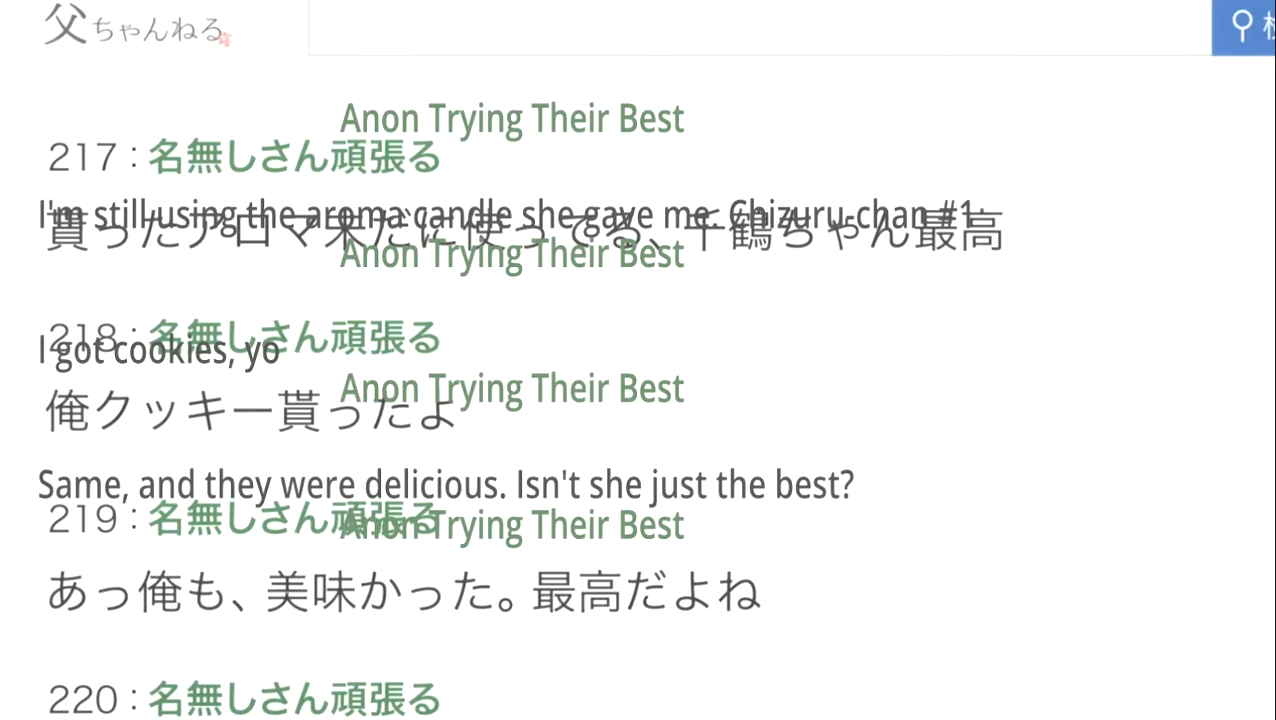 父ちゃんねる
Anon Trying Their Best
217：名無しさん頑張る
I'm still using the aroma candle she gave me. Chizuru-chan #1
貰ったアロマ未だに使ってる、千鶴ちゃん最高
Anon Trying Their Best
218：名無しさん頑張る
I got cookies, yo
Anon Trying Their Best
俺クッキー貰ったよ
Same, and they were delicious. Isn't she just the best?
219：名無しさん頑張る
Anon Trying Their Best
あっ俺も、美味かった。最高だよね
220：名無しさん頑張る